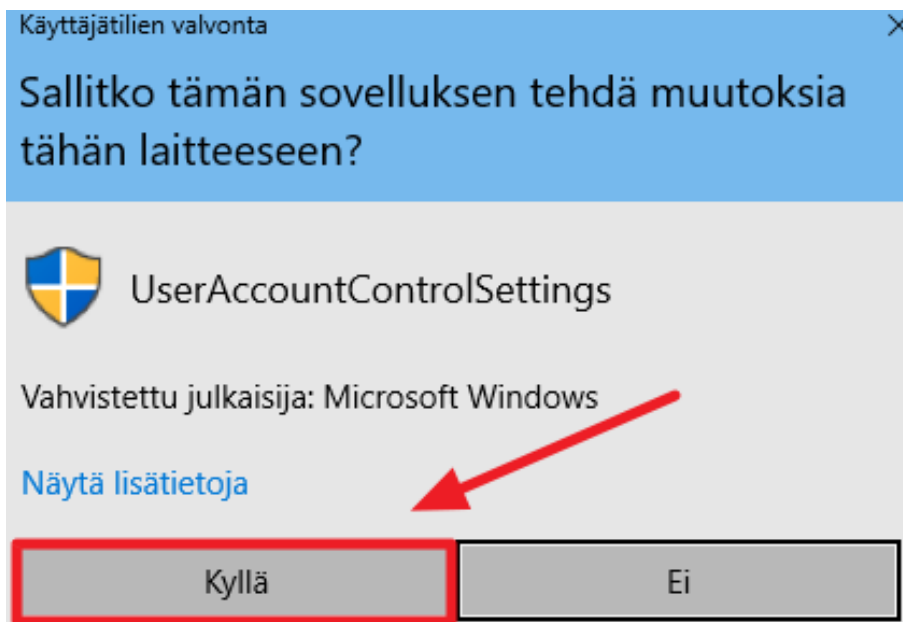 Käyttäjätilien valvonta
Sallitko tämän sovelluksen tehdä muutoksia
tähän laitteeseen?
UserAccountControlSettings
Vahvistettu julkaisija: Microsoft Windows
Näytä lisätietoja
Kyllä
Ei